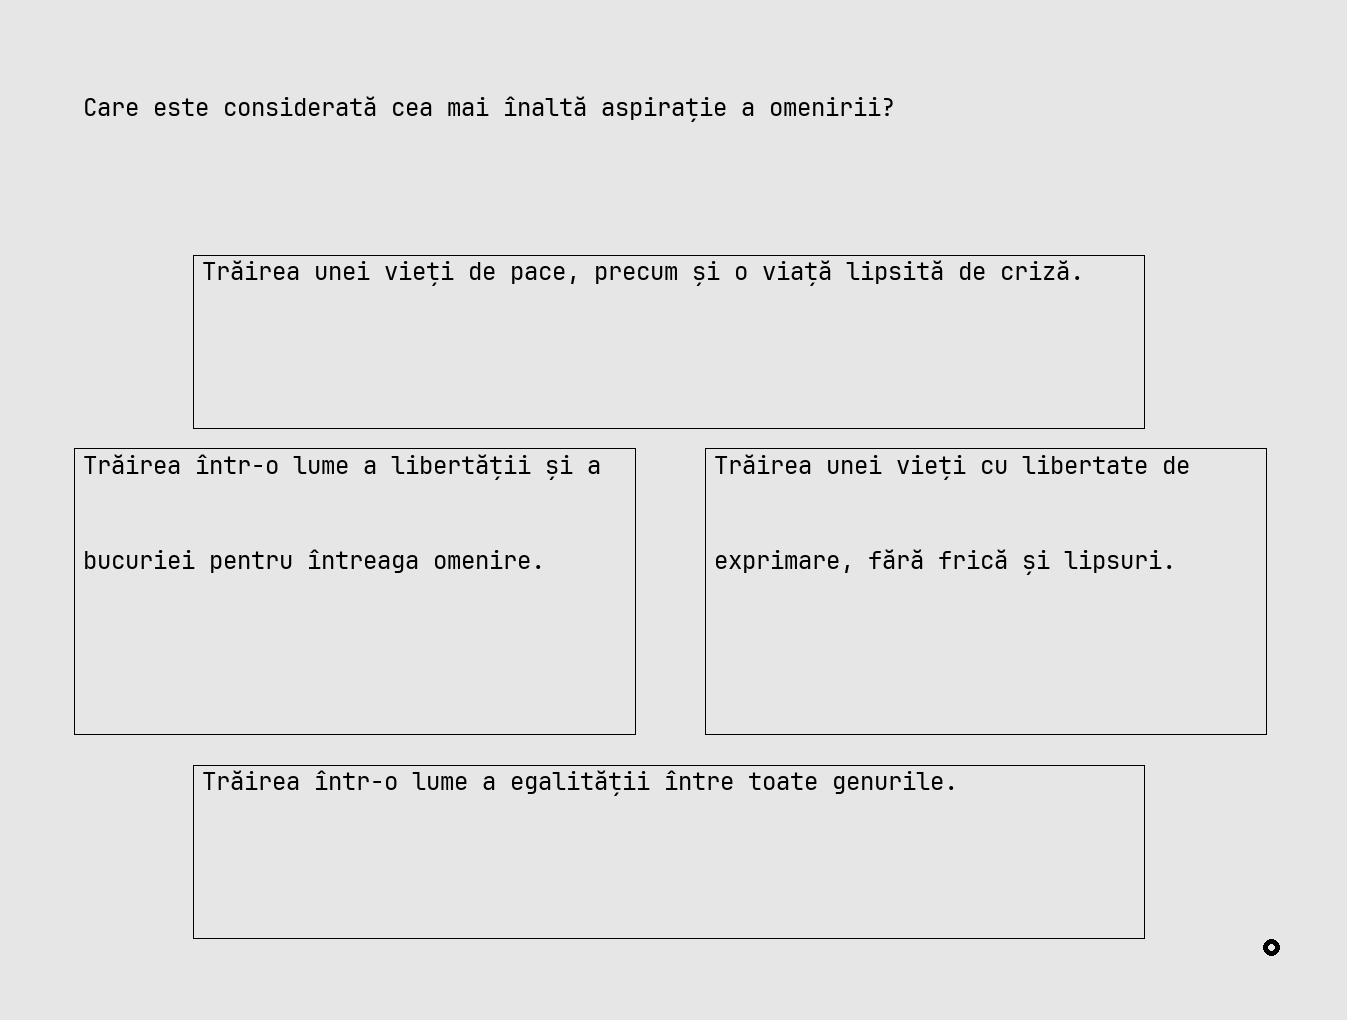 Care este considerată cea mai înaltă aspirație a omenirii?
Trăirea unei vieți de pace, precum și o viață lipsită de criză.
Trăirea într-o lume a libertății și a
bucuriei pentru întreaga omenire.
Trăirea unei vieți cu libertate de
exprimare, fără frică și lipsuri.
Trăirea într-o lume a egalității între toate genurile.